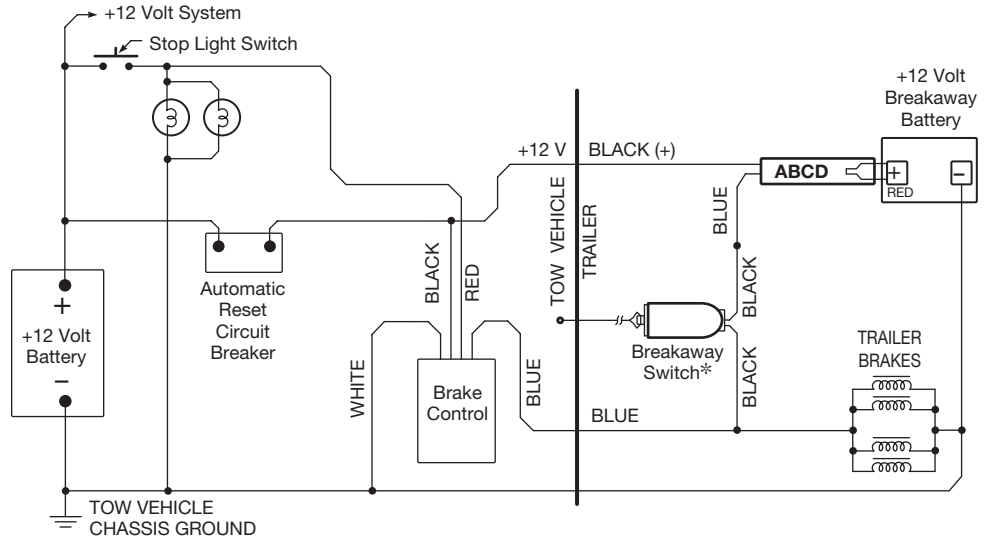 +12 Volt System
Stop Light Switch
+12 Volt
Breakaway
Battery
+12 V
BLACK (+)
ABCD
+
−
RED
BLUE
TOW VEHICLE
TRAILER
BLACK
RED
BLACK
Automatic
Reset
Circuit
Breaker
+
+12 Volt
Battery
−
Breakaway
Switch*
BLACK
TRAILER
BRAKES
WHITE
Brake
Control
BLUE
BLUE
TOW VEHICLE
CHASSIS GROUND